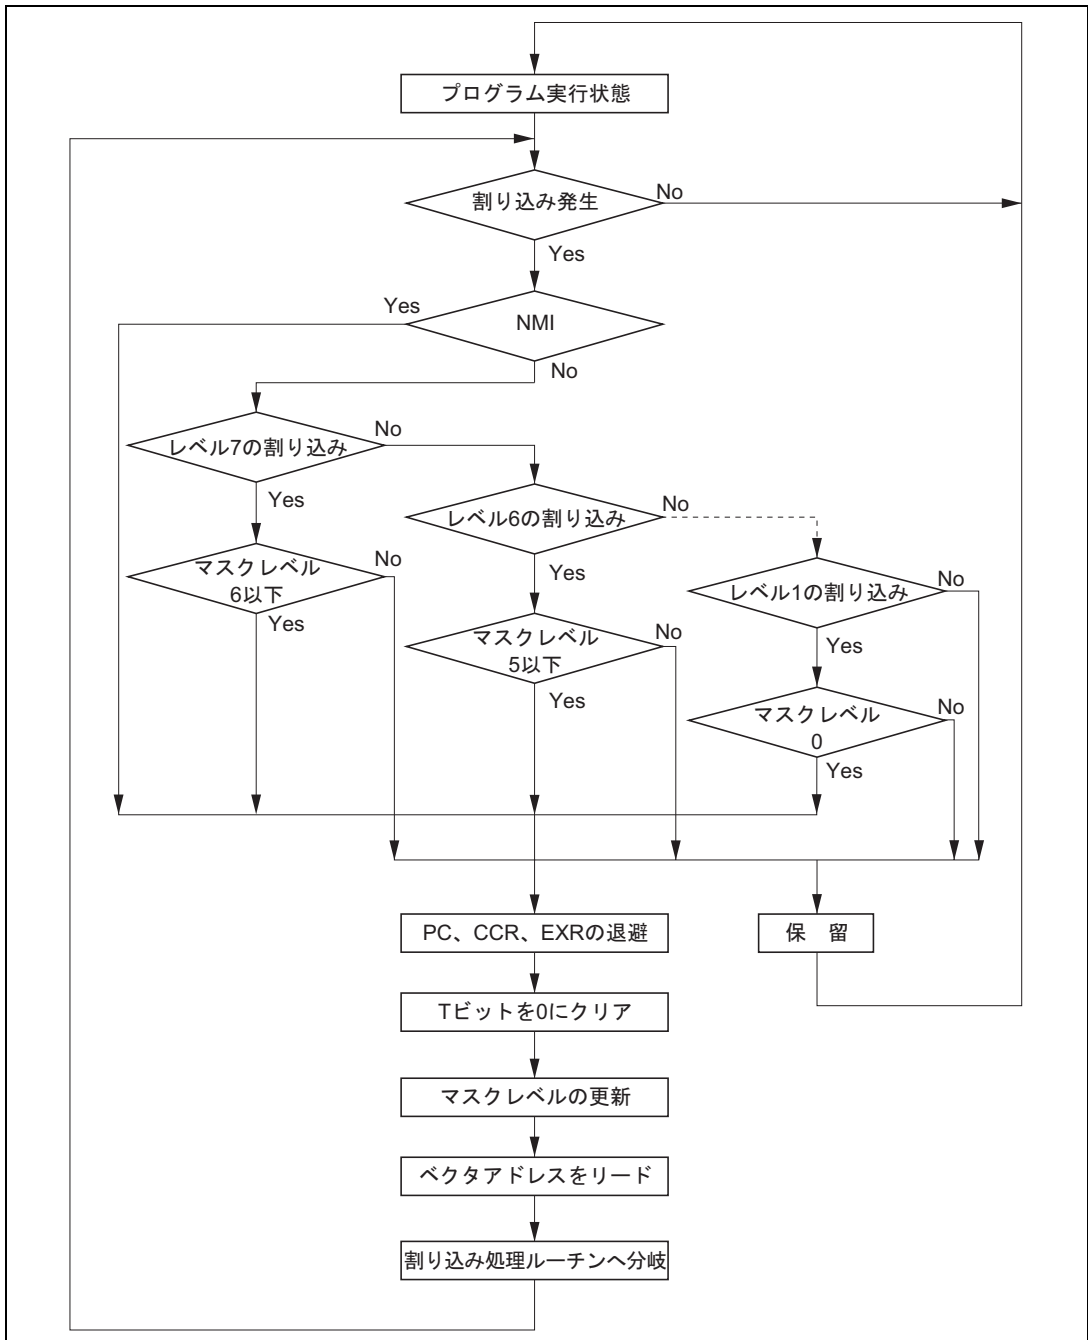 プログラム実行状態
割り込み発生
No
Yes
Yes
NMI
No
レベル7の割り込み
No
Yes
レベル6の割り込み
No
Yes
マスクレベル
6以下
No
Yes
レベル1の割り込み
No
Yes
マスクレベル
5以下
No
Yes
マスクレベル
0
No
Yes
PC、CCR、EXRの退避
保　留
Tビットを0にクリア
マスクレベルの更新
ベクタアドレスをリード
割り込み処理ルーチンへ分岐